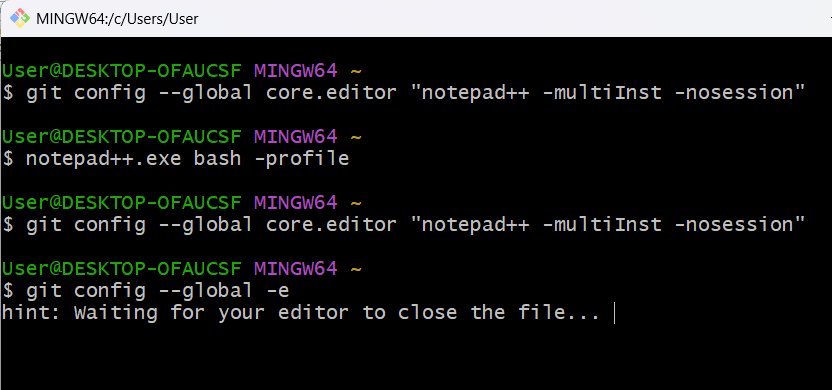 MINGW64:/c/Users/User
User@DESKTOP-OFAUCSF MINGW64 ~
$ git config --global core.editor "notepad++ -multiInst -nosession"
User@DESKTOP-OFAUCSF MINGW64 ~
$ notepad++.exe bash -profile
User@DESKTOP-OFAUCSF MINGW64 ~
$ git config --global core.editor "notepad++ -multiInst -nosession"
User@DESKTOP-OFAUCSF MINGW64 ~
$ git config --global -e
hint: Waiting for your editor to close the file...